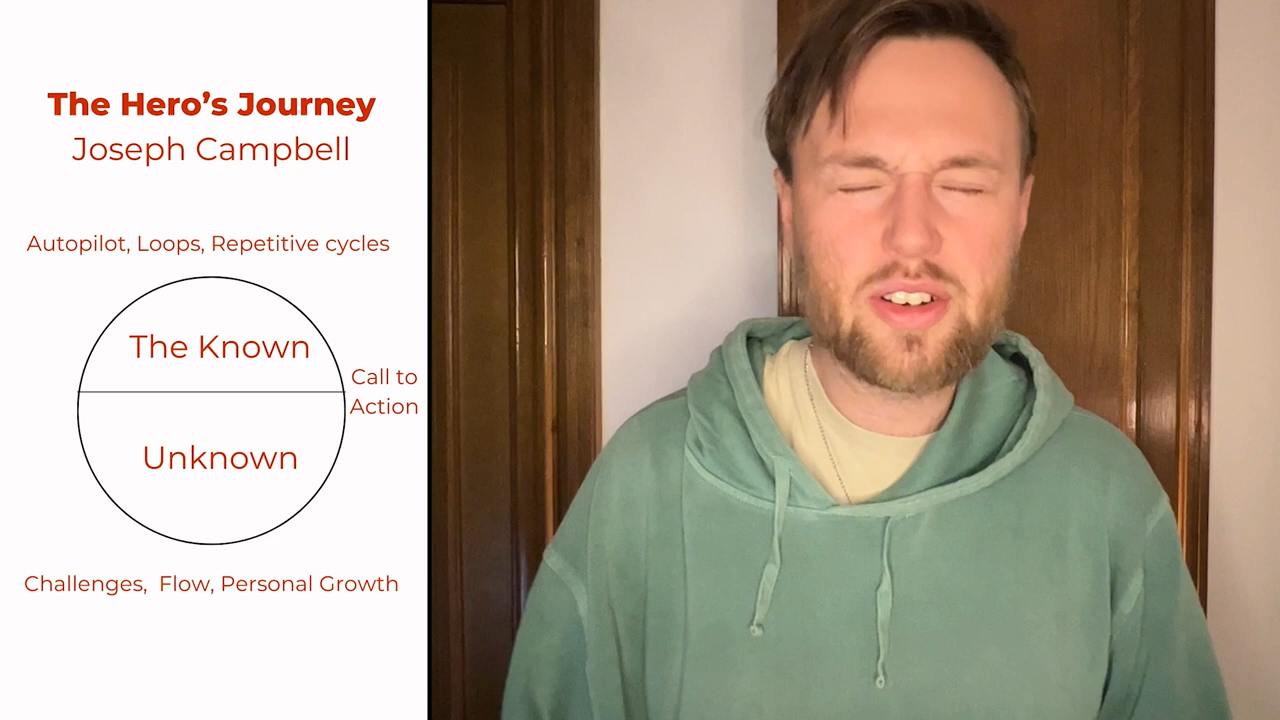 The Hero’s Journey
Joseph Campbell
Autopilot, Loops, Repetitive cycles
The Known
Call to
Action
Unknown
Challenges, Flow, Personal Growth